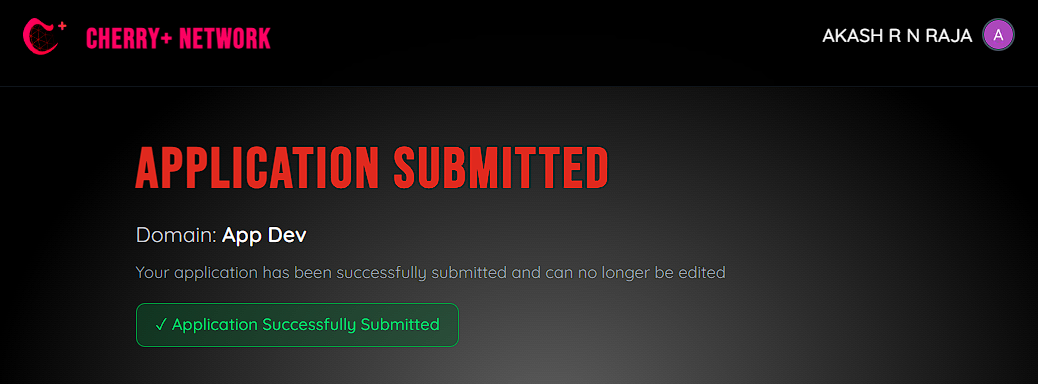 CHERRY+ NETWORK
AKASH R N RAJA A
APPLICATION SUBMITTED
Domain: App Dev
Your application has been successfully submitted and can no longer be edited
✓ Application Successfully Submitted